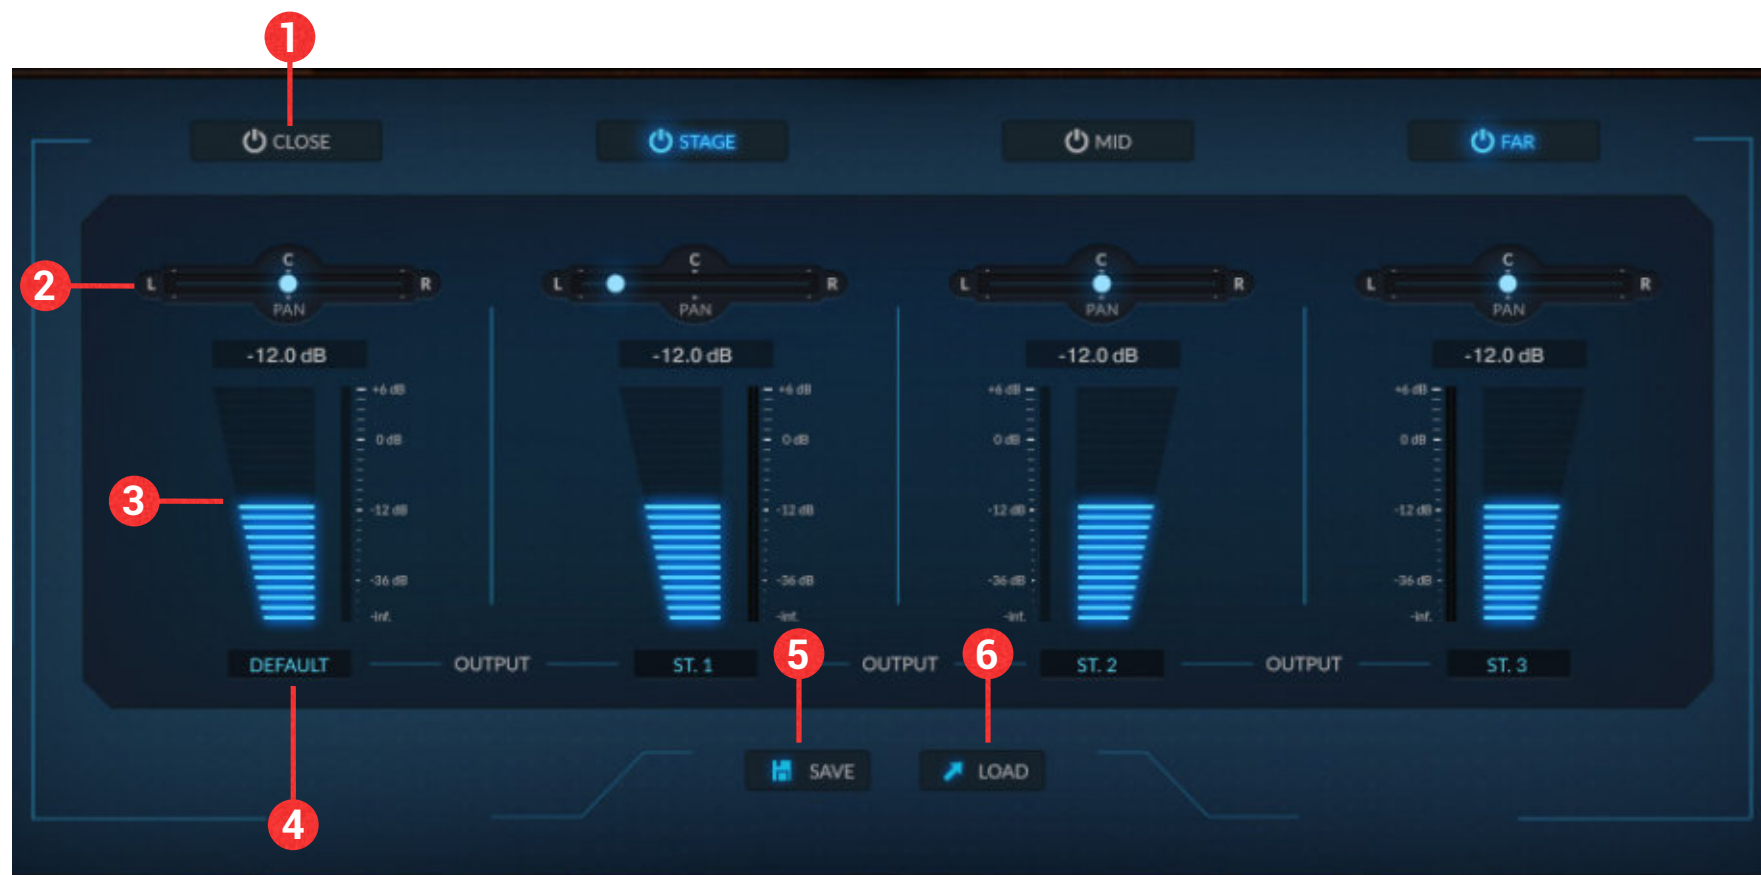 1
CLOSE STAGE MID FAR
C C C C
2 L R L R L R L R
PAN PAN PAN PAN
-12.0 dB -12.0 dB -12.0 dB -12.0 dB
+6 dB +6 dB +6 dB +6 dB
0 dB 0 dB 0 dB 0 dB
3
-12 dB -12 dB -12 dB -12 dB
-36 dB -36 dB -36 dB -36 dB
-Inf. -Inf. -Inf. -Inf.
5 6
DEFAULT OUTPUT ST. 1 OUTPUT ST. 2 OUTPUT ST. 3
SAVE LOAD
4